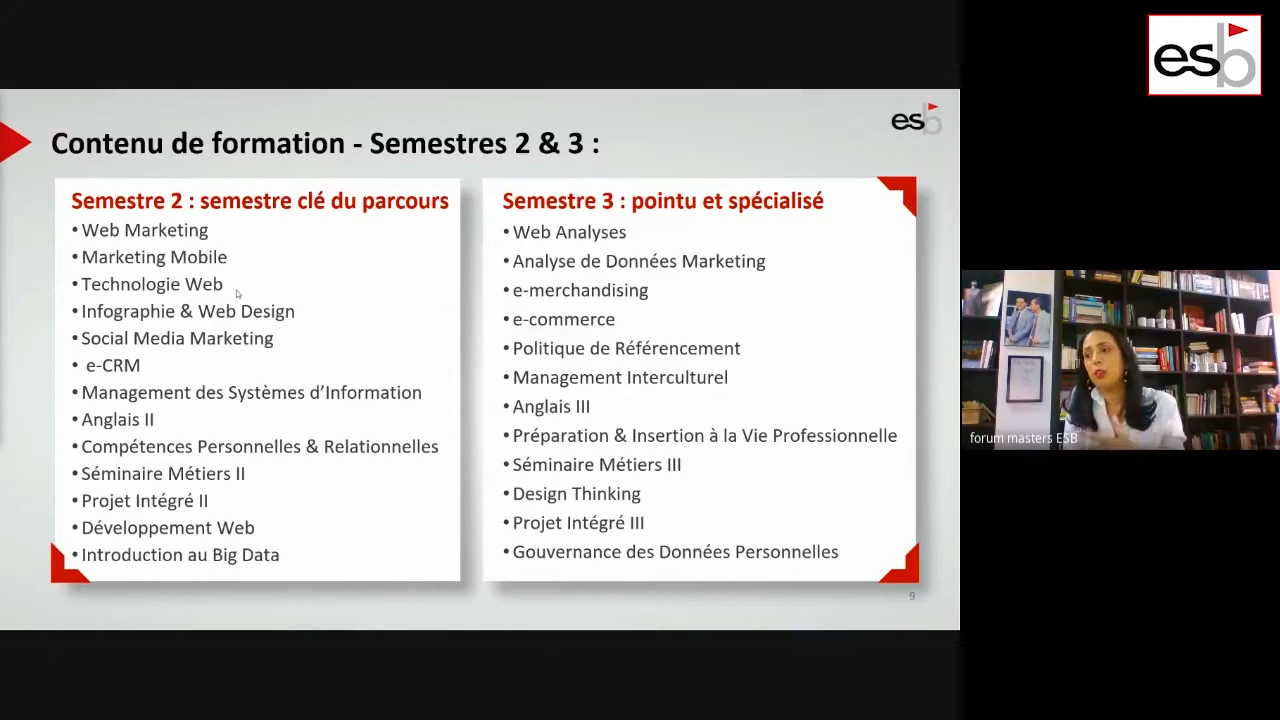 esb
esb
Contenu de formation - Semestres 2 & 3 :
Semestre 2 : semestre clé du parcours
•Web Marketing
•Marketing Mobile
•Technologie Web
•Infographie & Web Design
•Social Media Marketing
• e-CRM
•Management des Systèmes d’Information
•Anglais II
•Compétences Personnelles & Relationnelles
•Séminaire Métiers II
•Projet Intégré II
•Développement Web
•Introduction au Big Data
Semestre 3 : pointu et spécialisé
•Web Analyses
•Analyse de Données Marketing
•e-merchandising
•e-commerce
•Politique de Référencement
•Management Interculturel
•Anglais III
•Préparation & Insertion à la Vie Professionnelle
•Séminaire Métiers III
•Design Thinking
•Projet Intégré III
•Gouvernance des Données Personnelles
9
forum masters ESB